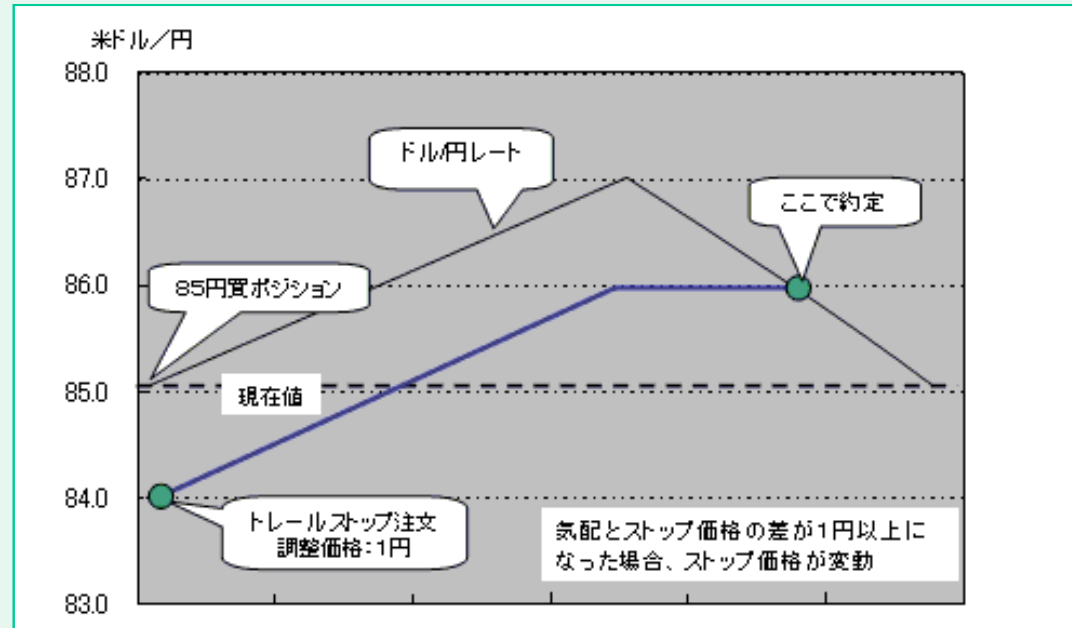 米ドル／円
88.0
ドル/円レート
87.0
ここで約定
86.0
85円買ポジション
85.0
現在値
84.0
トレールストップ注文
調整価格：1円
気配とストップ価格の差が１円以上に
なった場合、ストップ価格が変動
83.0